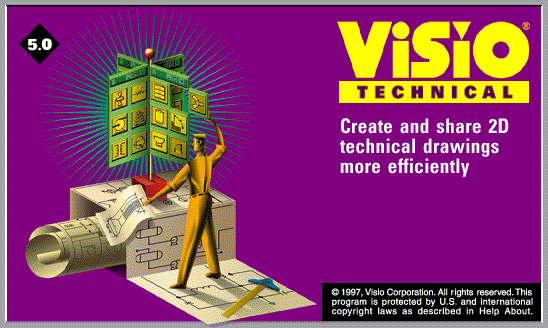 5.0
ViSiO®
TECHNICAL
Create and share 2D
technical drawings
more efficiently
© 1997, Visio Corporation. All rights reserved. This
program is protected by U.S. and international
copyright laws as described in Help About.